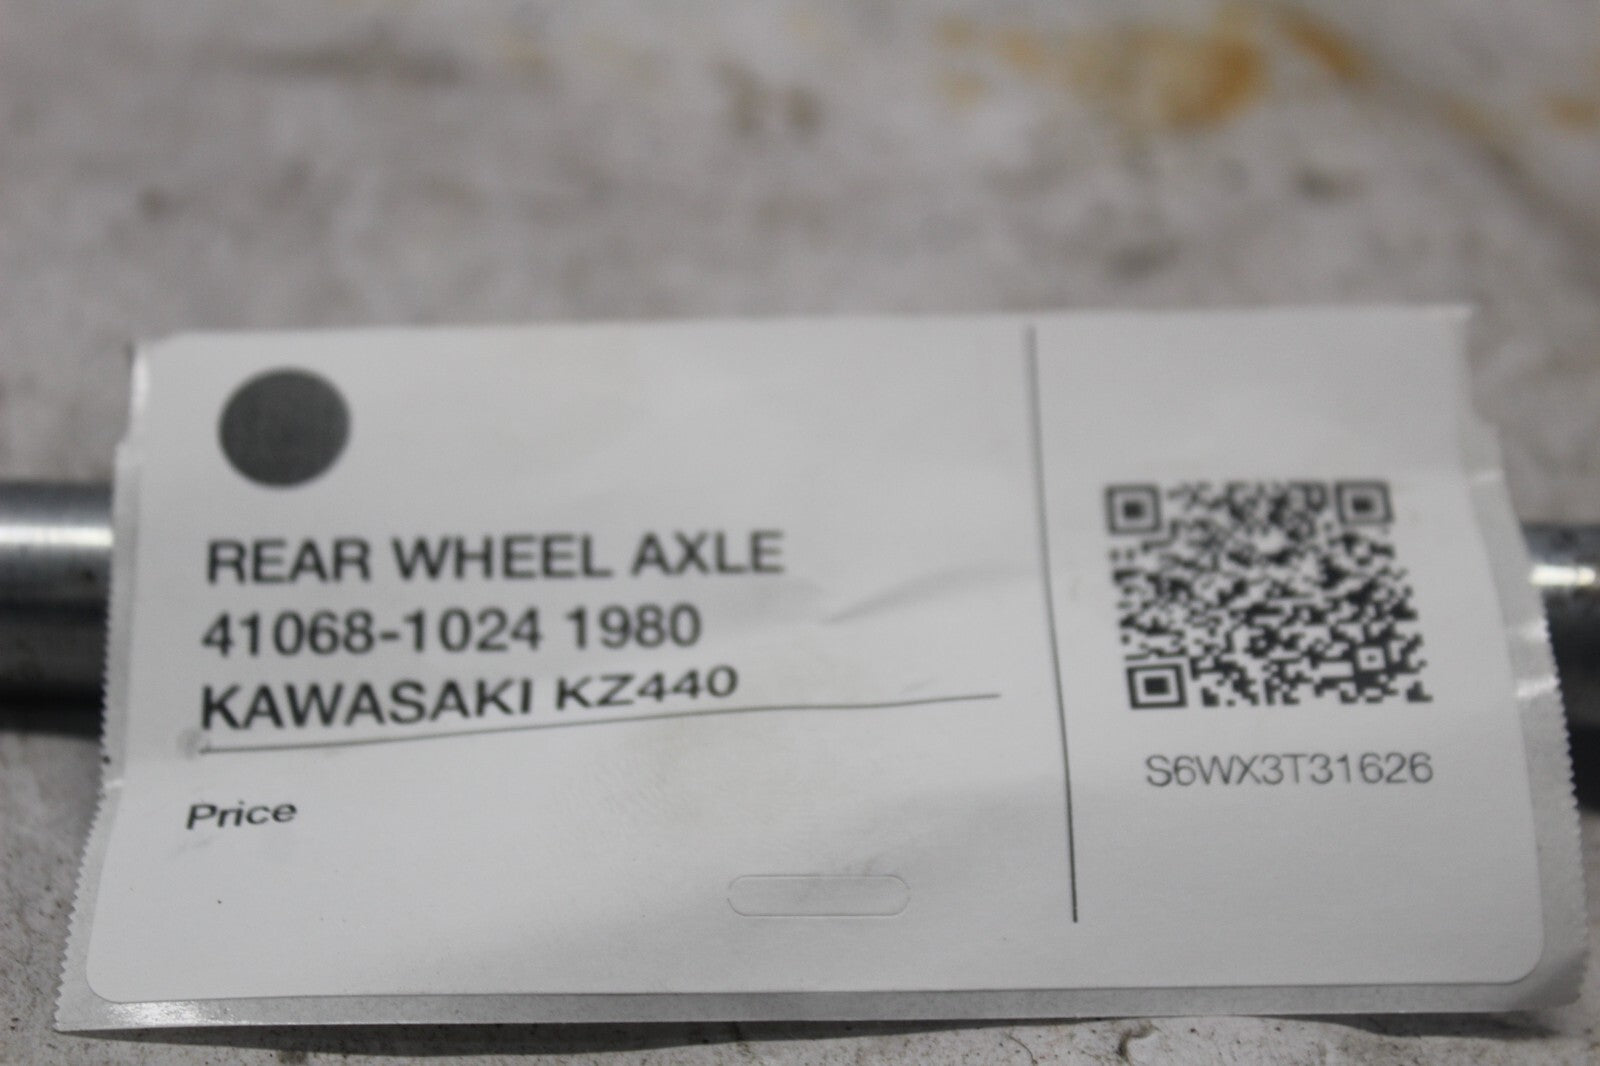 REAR WHEEL AXLE
41068-1024 1980
KAWASAKI KZ440
Price
S6WX3T31626